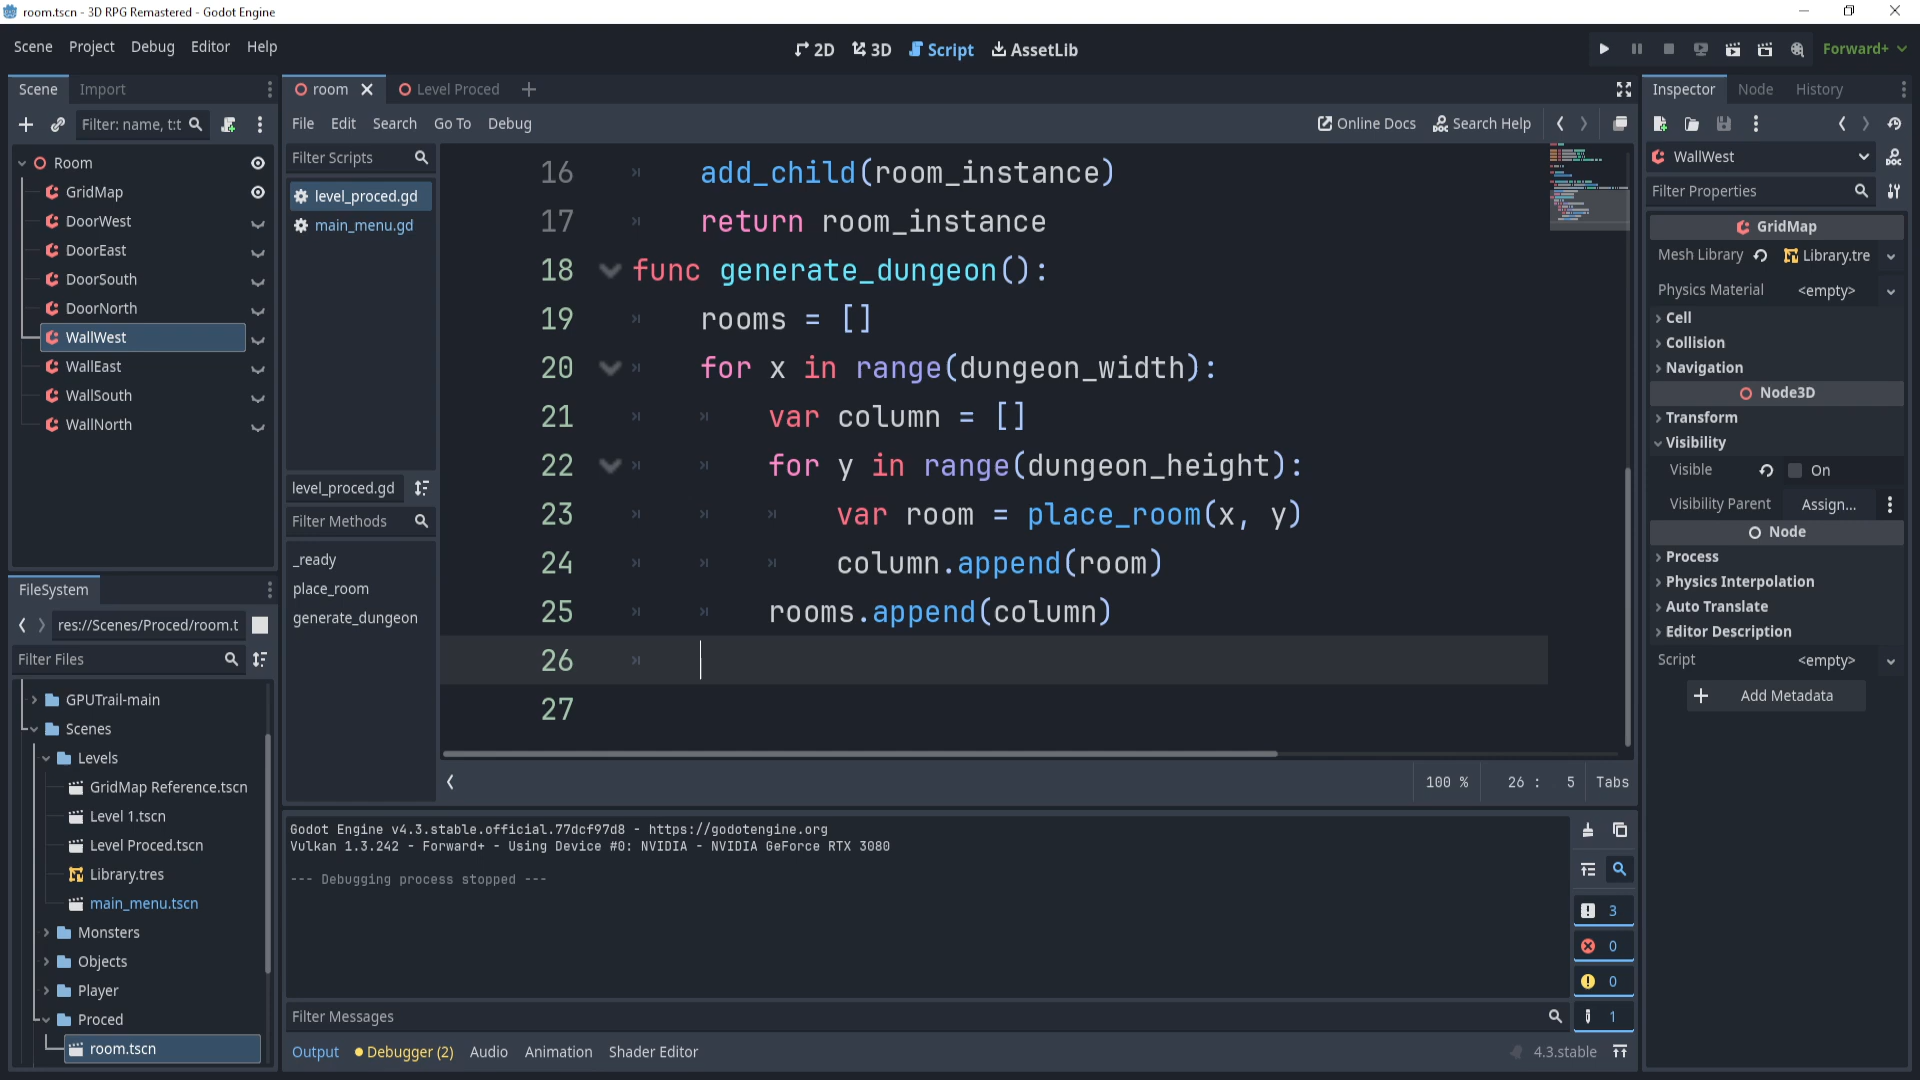 room.tscn - 3D RPG Remastered - Godot Engine
Scene Project Debug Editor Help
2D 3D Script AssetLib
Forward+
Scene Import
Filter: name, t:t
Room
GridMap
DoorWest
DoorEast
DoorSouth
DoorNorth
WallWest
WallEast
WallSouth
WallNorth
FileSystem
res://Scenes/Proced/room.t
Filter Files
GPUTrail-main
Scenes
Levels
GridMap Reference.tscn
Level 1.tscn
Level Proced.tscn
Library.tres
main_menu.tscn
Monsters
Objects
Player
Proced
room.tscn
room Level Proced
File Edit Search Go To Debug
Online Docs Search Help
Filter Scripts
level_proced.gd
main_menu.gd
level_proced.gd
Filter Methods
_ready
place_room
generate_dungeon
16 add_child(room_instance)
17 return room_instance
18 func generate_dungeon():
19 rooms = []
20 for x in range(dungeon_width):
21 var column = []
22 for y in range(dungeon_height):
23 var room = place_room(x, y)
24 column.append(room)
25 rooms.append(column)
26
27
100 % 26 : 5 Tabs
Godot Engine v4.3.stable.official.77dcf97d8 - https://godotengine.org
Vulkan 1.3.242 - Forward+ - Using Device #0: NVIDIA - NVIDIA GeForce RTX 3080
--- Debugging process stopped ---
3
0
0
1
Filter Messages
Output Debugger (2) Audio Animation Shader Editor
4.3.stable
Inspector Node History
WallWest
Filter Properties
GridMap
Mesh Library Library.tre
Physics Material <empty>
Cell
Collision
Navigation
Node3D
Transform
Visibility
Visible On
Visibility Parent Assign...
Node
Process
Physics Interpolation
Auto Translate
Editor Description
Script <empty>
Add Metadata